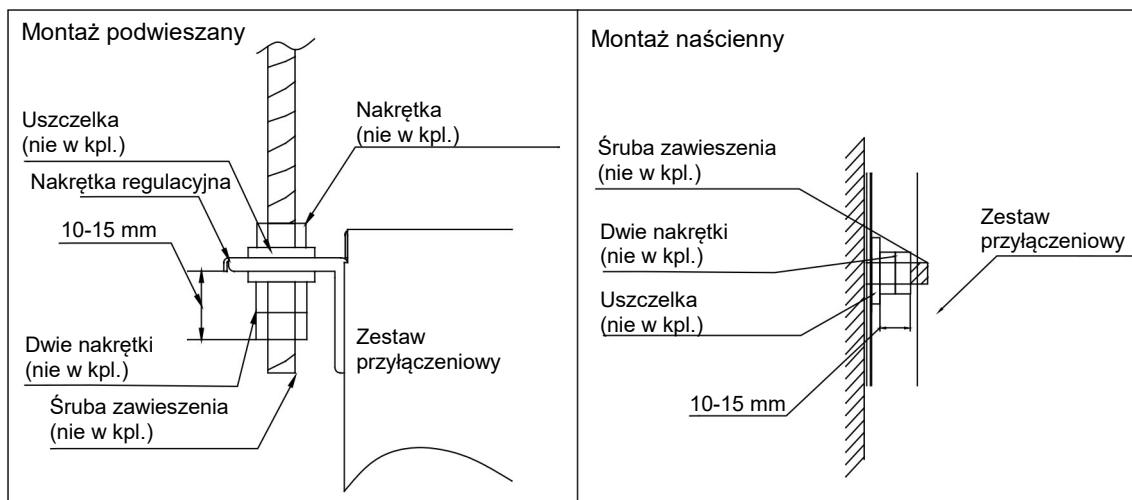 Montaż podwieszany
Uszczelka
(nie w kpl.)
Nakrętka
(nie w kpl.)
Nakrętka regulacyjna
10-15 mm
Dwie nakrętki
(nie w kpl.)
Zestaw
przyłączeniowy
Śruba zawieszenia
(nie w kpl.)
Montaż naścienny
Śruba zawieszenia
(nie w kpl.)
Dwie nakrętki
(nie w kpl.)
Zestaw
przyłączeniowy
Uszczelka
(nie w kpl.)
10-15 mm